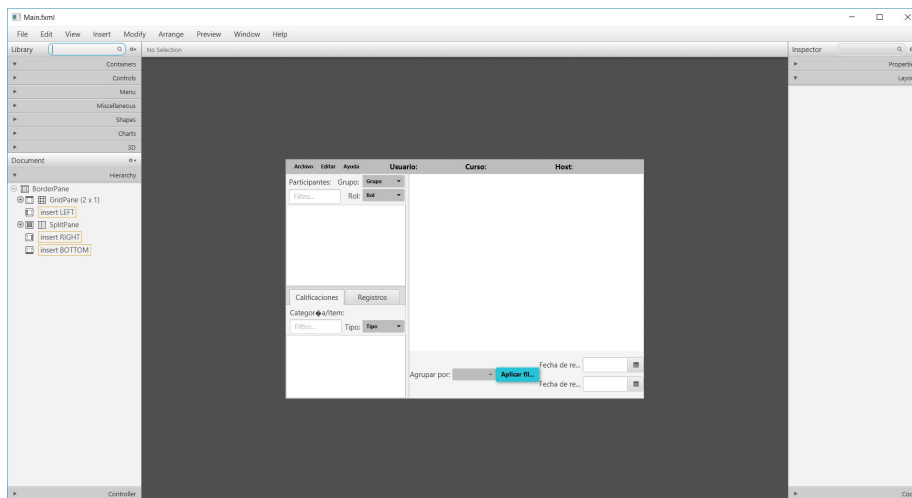 Main.fxml
File Edit View Insert Modify Arrange Preview Window Help
Library
No Selection
Inspector
Containers
Controls
Menu
Miscellaneous
Shapes
Charts
3D
Document
Hierarchy
BorderPane
GridPane (2 x 1)
insert LEFT
SplitPane
insert RIGHT
insert BOTTOM
Controller
Archivo Editar Ayuda Usuario: Curso: Host:
Participantes: Grupo: Grupo
Filtro... Rol: Rol
Calificaciones Registros
Categor�a/Item:
Filtro... Tipo: Tipo
Agrupar por: Aplicar fil...
Fecha de re...
Fecha de re...
Properti
Layou